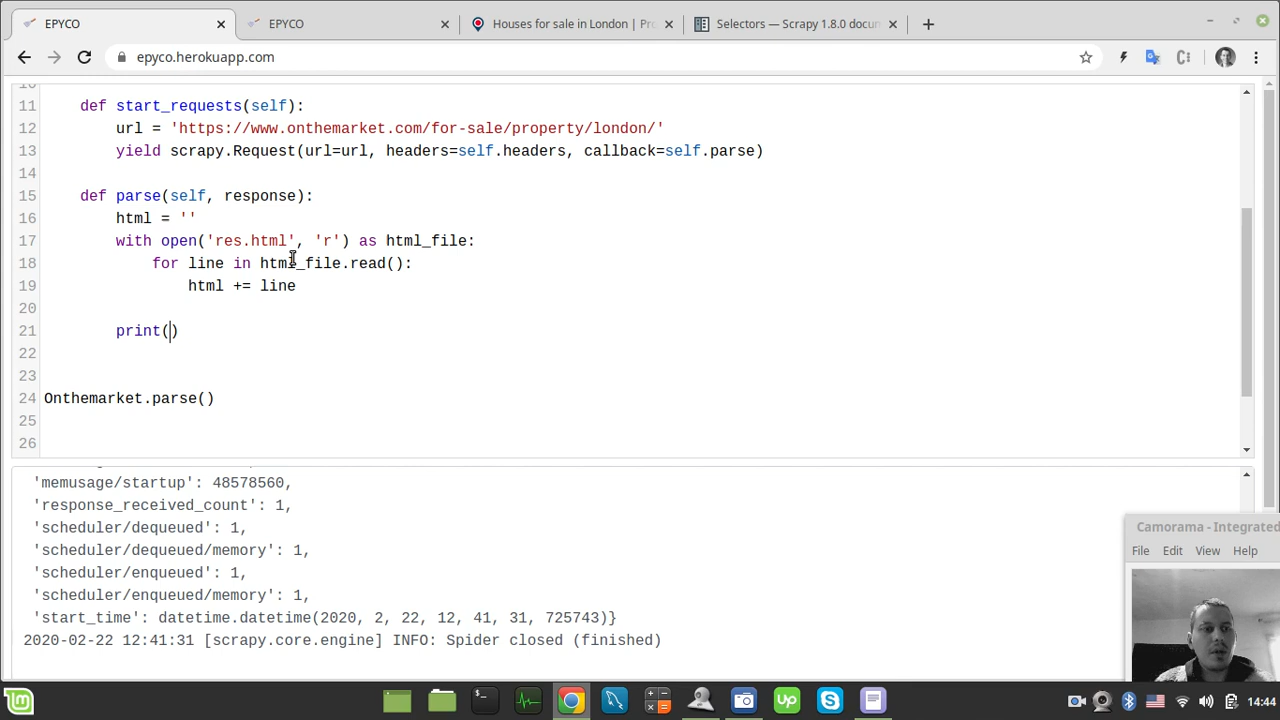 EPYCO
EPYCO
Houses for sale in London | Pr
Selectors — Scrapy 1.8.0 docu
epyco.herokuapp.com
10
11 def start_requests(self):
12 url = 'https://www.onthemarket.com/for-sale/property/london/'
13 yield scrapy.Request(url=url, headers=self.headers, callback=self.parse)
14
15 def parse(self, response):
16 html = ''
17 with open('res.html', 'r') as html_file:
18 for line in html_file.read():
19 html += line
20
21 print()
22
23
24 Onthemarket.parse()
25
26
'memusage/startup': 48578560,
'response_received_count': 1,
'scheduler/dequeued': 1,
'scheduler/dequeued/memory': 1,
'scheduler/enqueued': 1,
'scheduler/enqueued/memory': 1,
'start_time': datetime.datetime(2020, 2, 22, 12, 41, 31, 725743)}
2020-02-22 12:41:31 [scrapy.core.engine] INFO: Spider closed (finished)
Camorama - Integrated
File Edit View Help
14:44